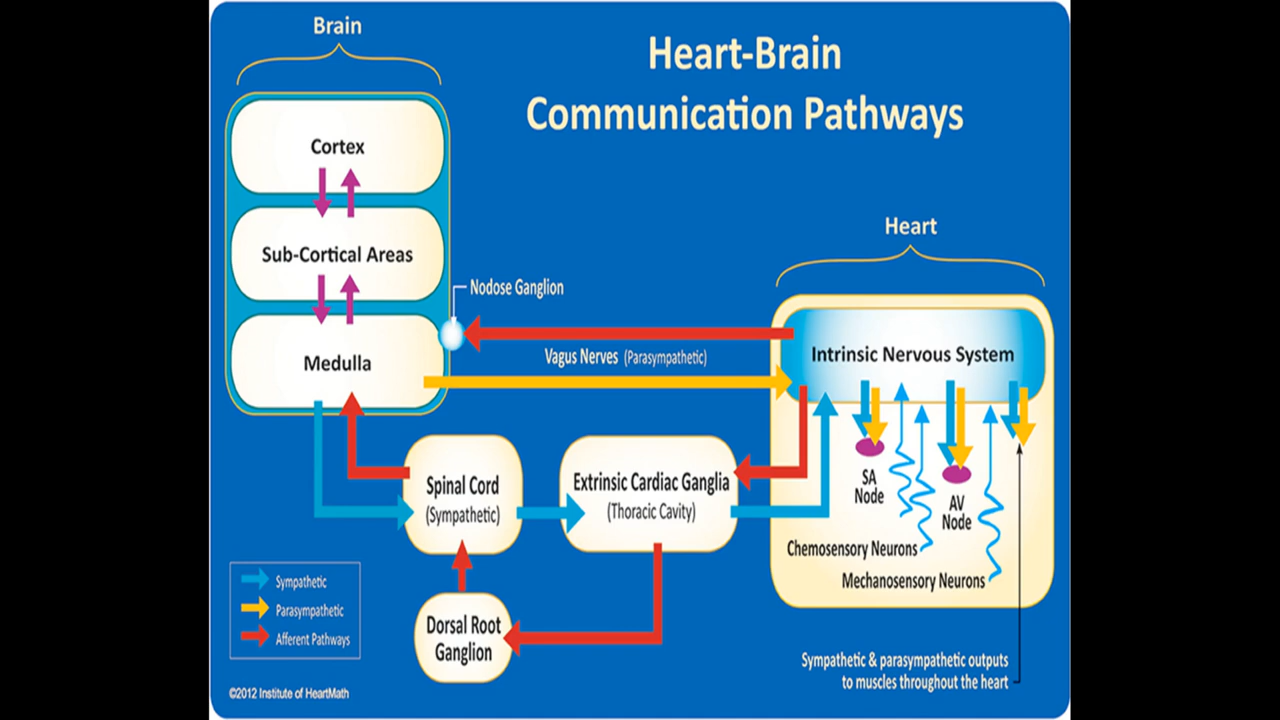 Brain
Heart-Brain
Communication Pathways
Cortex
Sub-Cortical Areas
Medulla
Nodose Ganglion
Vagus Nerves (Parasympathetic)
Heart
Intrinsic Nervous System
SA
Node
AV
Node
Chemosensory Neurons
Mechanosensory Neurons
Spinal Cord
(Sympathetic)
Extrinsic Cardiac Ganglia
(Thoracic Cavity)
Dorsal Root
Ganglion
Sympathetic
Parasympathetic
Afferent Pathways
Sympathetic & parasympathetic outputs
to muscles throughout the heart
©2012 Institute of HeartMath